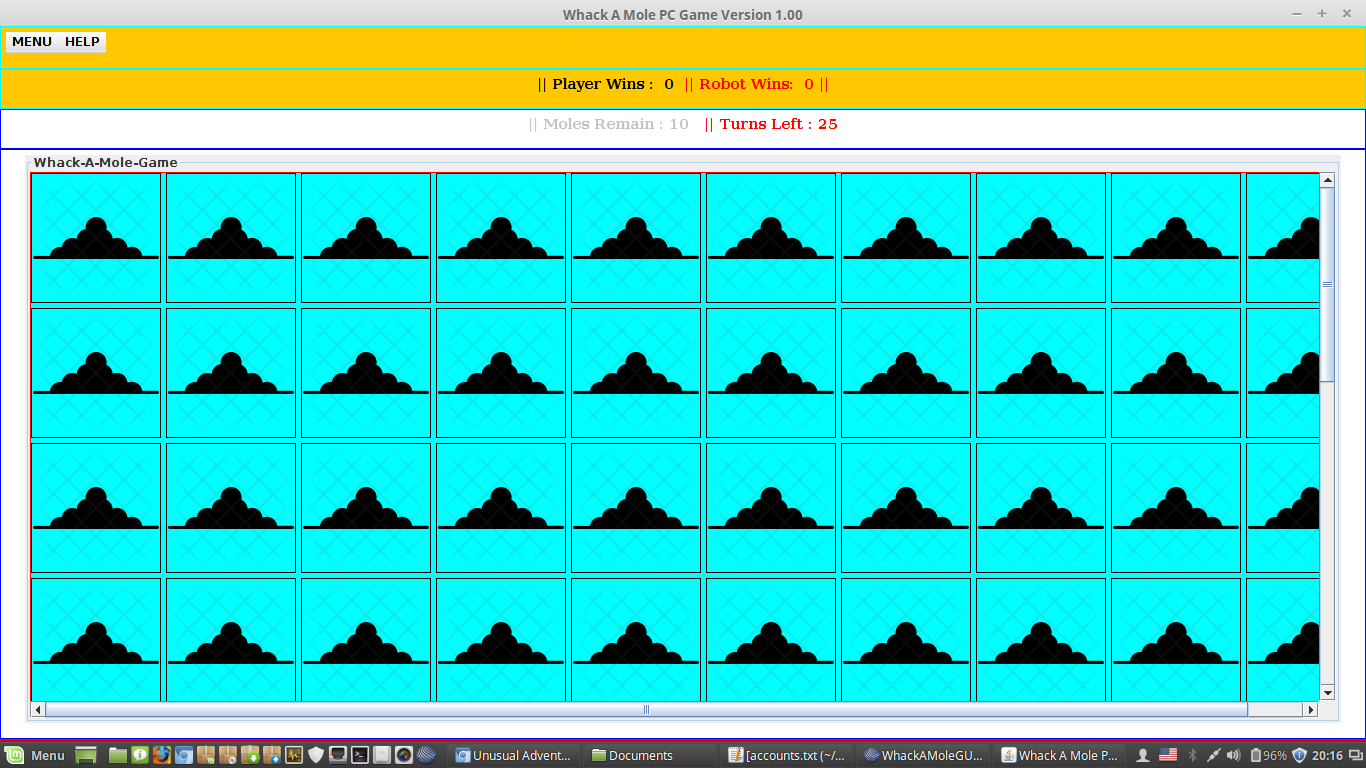 Whack A Mole PC Game Version 1.00
MENU HELP
|| Player Wins : 0 || Robot Wins: 0 ||
|| Moles Remain : 10 || Turns Left : 25
Whack-A-Mole-Game
Menu Unusual Advent... Documents [accounts.txt (~/... WhackAMoleGU... Whack A Mole P... 96% 20:16